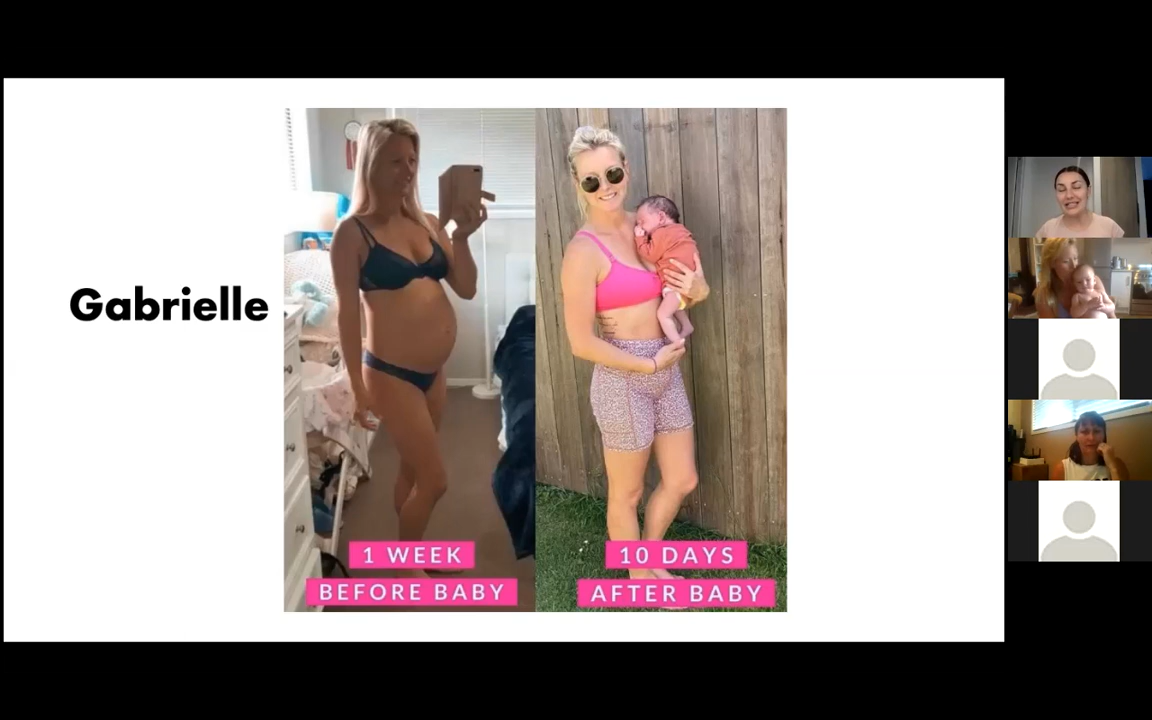 Gabrielle
1 WEEK
BEFORE BABY
10 DAYS
AFTER BABY